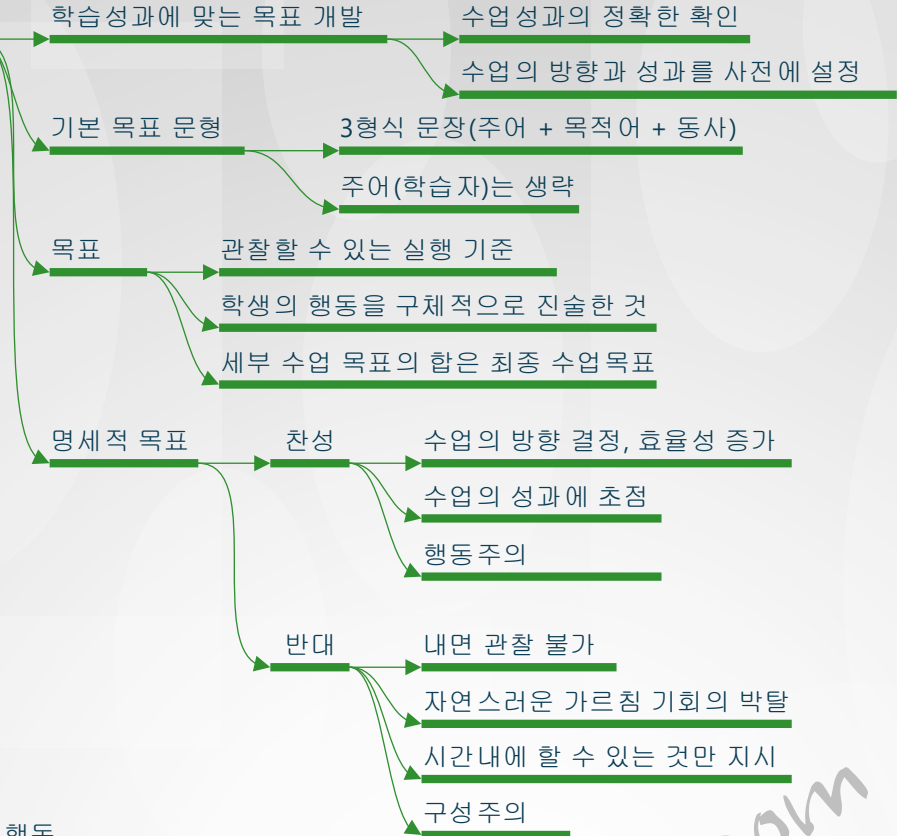 학습성과에 맞는 목표 개발
수업성과의 정확한 확인
수업의 방향과 성과를 사전에 설정
기본 목표 문형
3형식 문장(주어 + 목적어 + 동사)
주어(학습자)는 생략
목표
관찰할 수 있는 실행 기준
학생의 행동을 구체적으로 진술한 것
세부 수업 목표의 합은 최종 수업목표
명세적 목표
찬성
수업의 방향 결정, 효율성 증가
수업의 성과에 초점
행동주의
반대
내면 관찰 불가
자연스러운 가르침 기회의 박탈
시간내에 할 수 있는 것만 지시
구성주의
행동
om